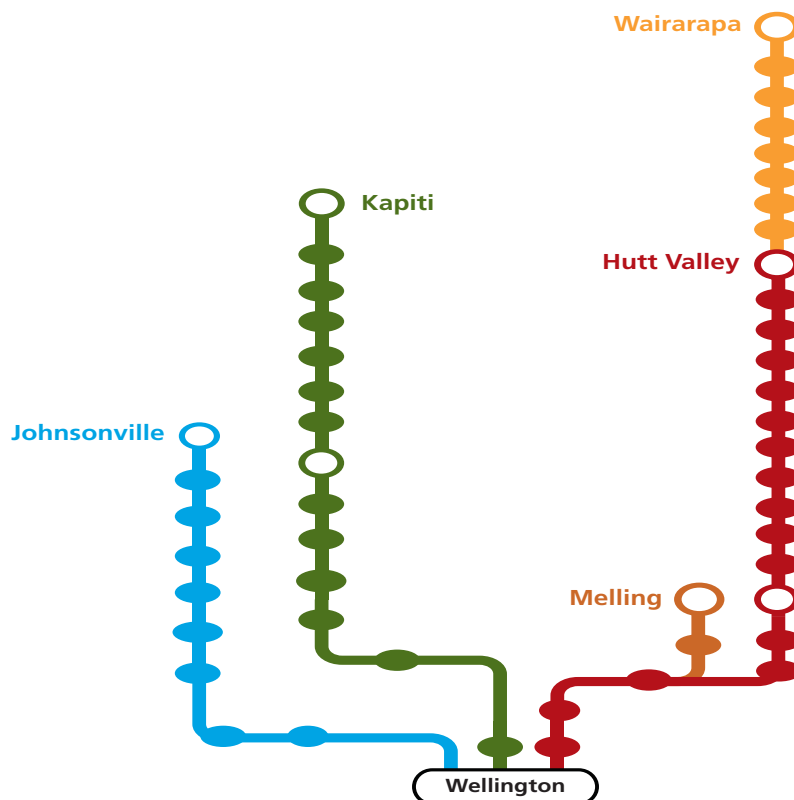 Wairarapa
Kapiti
Hutt Valley
Johnsonville
Melling
Wellington